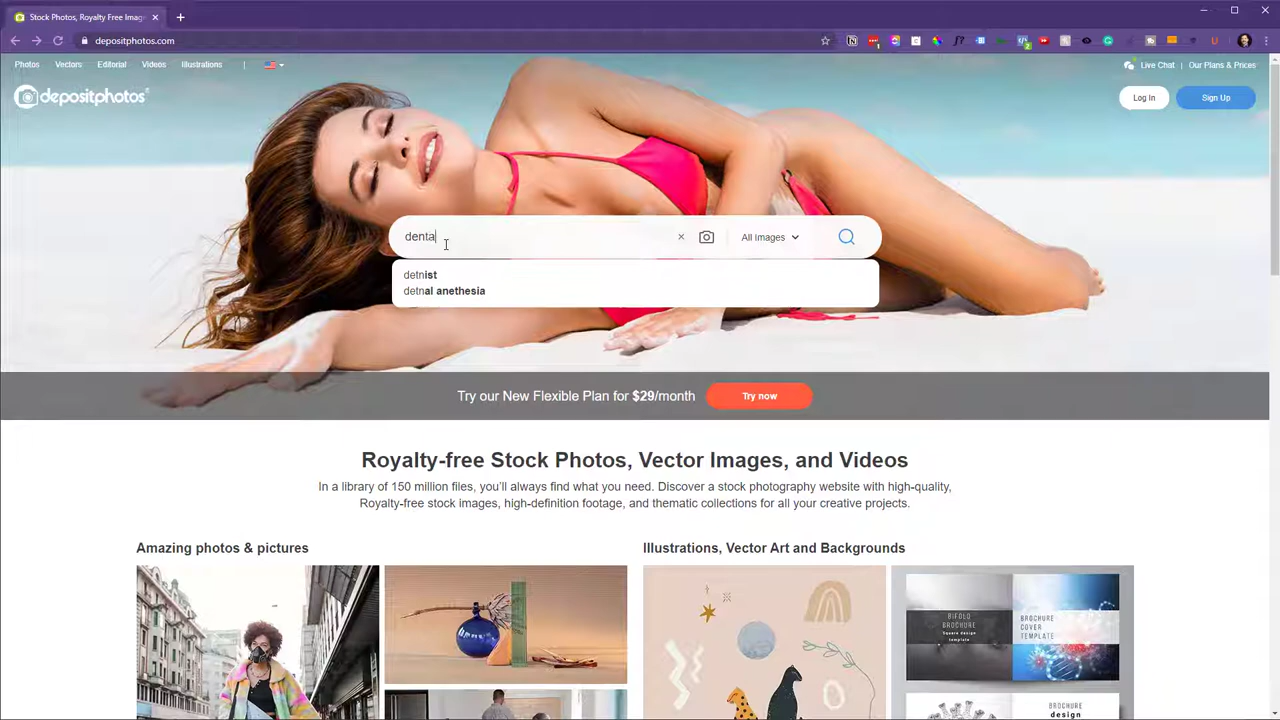 Stock Photos, Royalty Free Imag
depositphotos.com
Photos Vectors Editorial Videos Illustrations |
Live Chat | Our Plans & Prices
depositphotos
Log In Sign Up
denta
All Images
detnist
detnal anethesia
Try our New Flexible Plan for $29/month Try now
Royalty-free Stock Photos, Vector Images, and Videos
In a library of 150 million files, you'll always find what you need. Discover a stock photography website with high-quality,
Royalty-free stock images, high-definition footage, and thematic collections for all your creative projects.
Amazing photos & pictures
Illustrations, Vector Art and Backgrounds
BIFOLD
BROCHURE
Square design
template
BROCHURE
COVER
TEMPLATE
BROCHURE
design